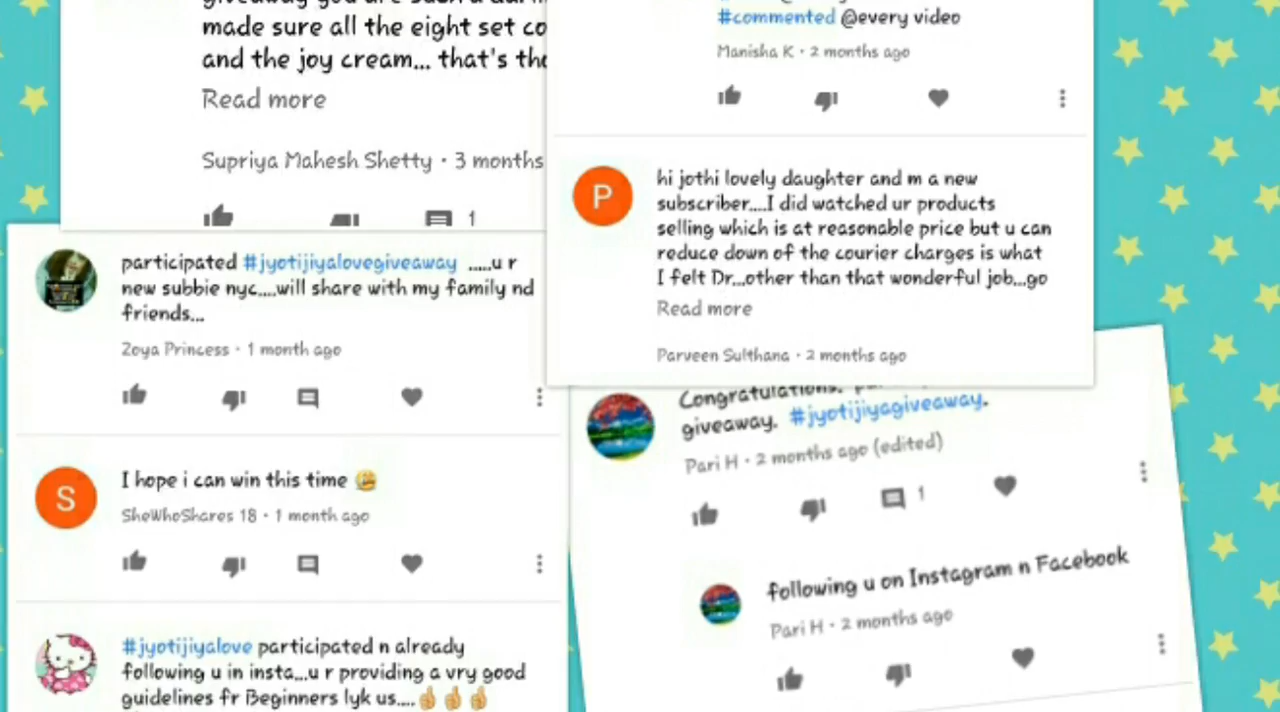 made sure all the eight set co
and the joy cream... that's the
Read more
Supriya Mahesh Shetty · 3 months
1
participated #jyotijiyalovegiveaway .....u r
new subbie nyc....will share with my family nd
friends...
Zoya Princess · 1 month ago
S
I hope i can win this time
SheWhoShares 18 · 1 month ago
#jyotijiyalove participated n already
following u in insta...u r providing a vry good
guidelines fr Beginners lyk us....
#commented @every video
Manisha K · 2 months ago
P
hi jothi lovely daughter and m a new
subscriber....I did watched ur products
selling which is at reasonable price but u can
reduce down of the courier charges is what
I felt Dr...other than that wonderful job...go
Read more
Parveen Sulthana · 2 months ago
Congratulations.
giveaway. #jyotijiyagiveaway.
Pari H · 2 months ago (edited)
1
following u on Instagram n Facebook
Pari H · 2 months ago